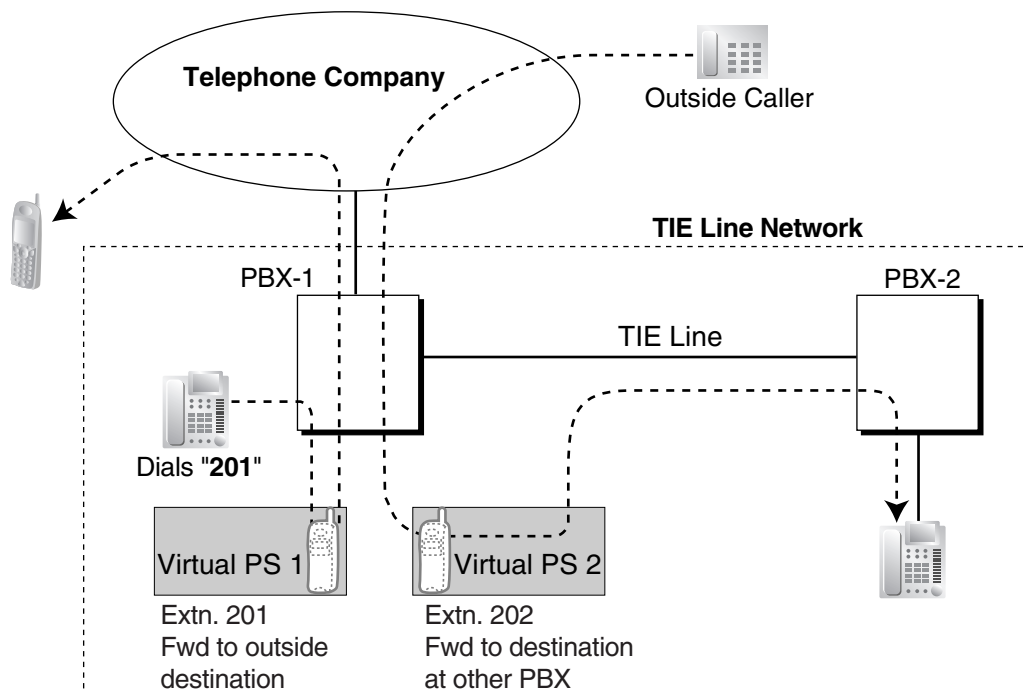 Telephone Company
Outside Caller
TIE Line Network
PBX-1
PBX-2
TIE Line
Dials "201"
Virtual PS 1
Virtual PS 2
Extn. 201
Fwd to outside
destination
Extn. 202
Fwd to destination
at other PBX